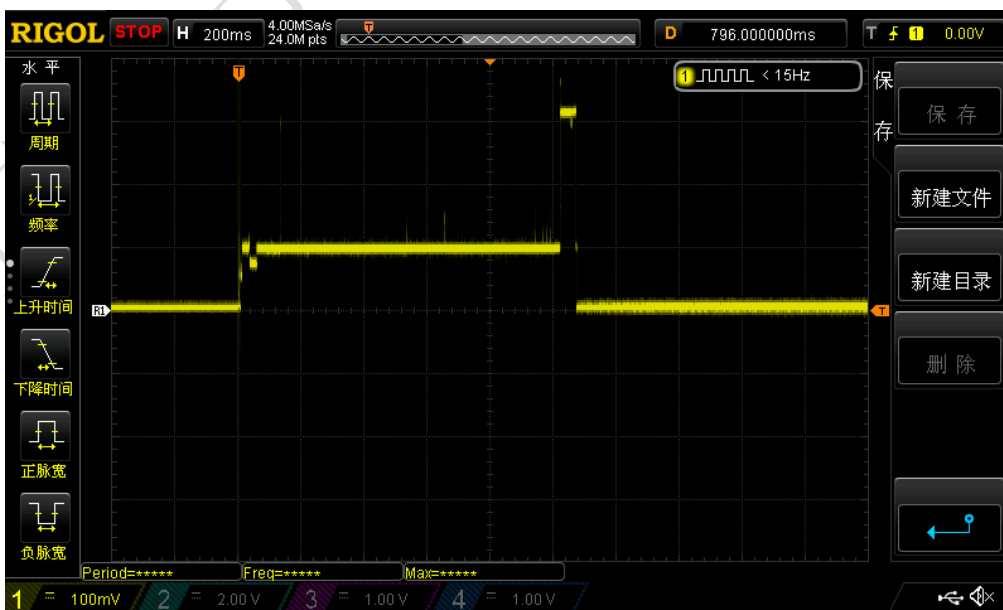 RIGOL STOP H 200ms 4.00MSa/s 24.0M pts T D 796.000000ms T 1 0.00V
水平
周期
频率
上升时间
下降时间
正脉宽
负脉宽
T
1 < 15Hz
R1
T
保存
保存
新建文件
新建目录
删除
Period=***** Freq=***** Max=*****
1 = 100mV 2 = 2.00 V 3 = 1.00 V 4 = 1.00 V